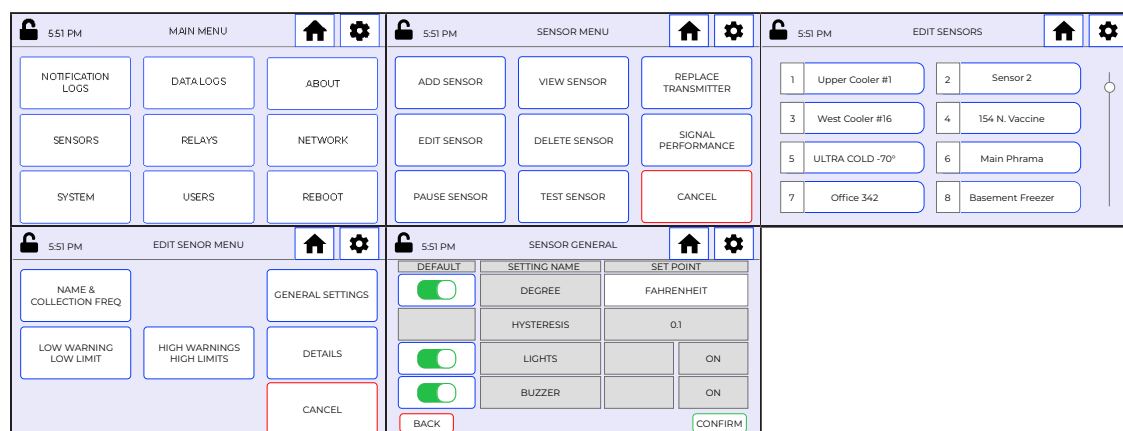 5:51 PM MAIN MENU
NOTIFICATION
LOGS
DATA LOGS
ABOUT
SENSORS
RELAYS
NETWORK
SYSTEM
USERS
REBOOT
5:51 PM SENSOR MENU
ADD SENSOR
VIEW SENSOR
REPLACE
TRANSMITTER
EDIT SENSOR
DELETE SENSOR
SIGNAL
PERFORMANCE
PAUSE SENSOR
TEST SENSOR
CANCEL
5:51 PM EDIT SENSORS
1 Upper Cooler #1
2 Sensor 2
3 West Cooler #16
4 154 N. Vaccine
5 ULTRA COLD -70°
6 Main Phrama
7 Office 342
8 Basement Freezer
5:51 PM EDIT SENOR MENU
NAME &
COLLECTION FREQ
GENERAL SETTINGS
LOW WARNING
LOW LIMIT
HIGH WARNINGS
HIGH LIMITS
DETAILS
CANCEL
5:51 PM SENSOR GENERAL
DEFAULT SETTING NAME SET POINT
DEGREE FAHRENHEIT
HYSTERESIS 0.1
LIGHTS ON
BUZZER ON
BACK CONFIRM